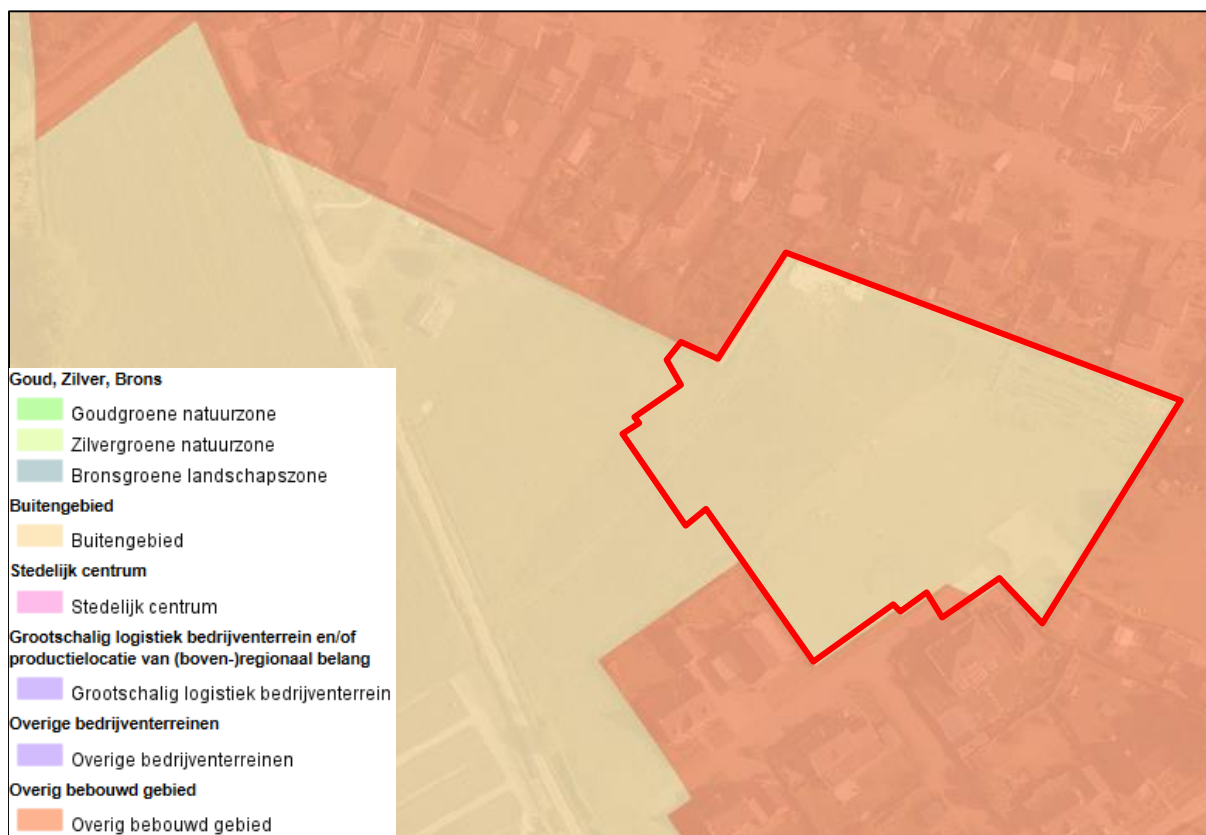 Goud, Zilver, Brons
Goudgroene natuurzone
Zilvergroene natuurzone
Bronsgroene landschapszone
Buitengebied
Buitengebied
Stedelijk centrum
Stedelijk centrum
Grootschalig logistiek bedrijventerrein en/of
productielocatie van (boven-)regionaal belang
Grootschalig logistiek bedrijventerrein
Overige bedrijventerreinen
Overige bedrijventerreinen
Overig bebouwd gebied
Overig bebouwd gebied